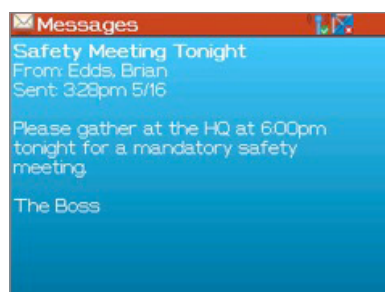 Messages
Safety Meeting Tonight
From: Edds, Brian
Sent: 3:28pm 5/16
Please gather at the HQ at 6:00pm
tonight for a mandatory safety
meeting.
The Boss